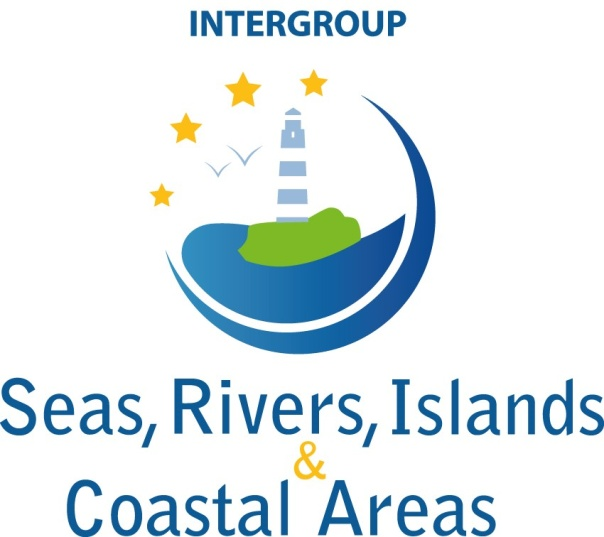 INTERGROUP
Seas, Rivers, Islands
&
Coastal Areas